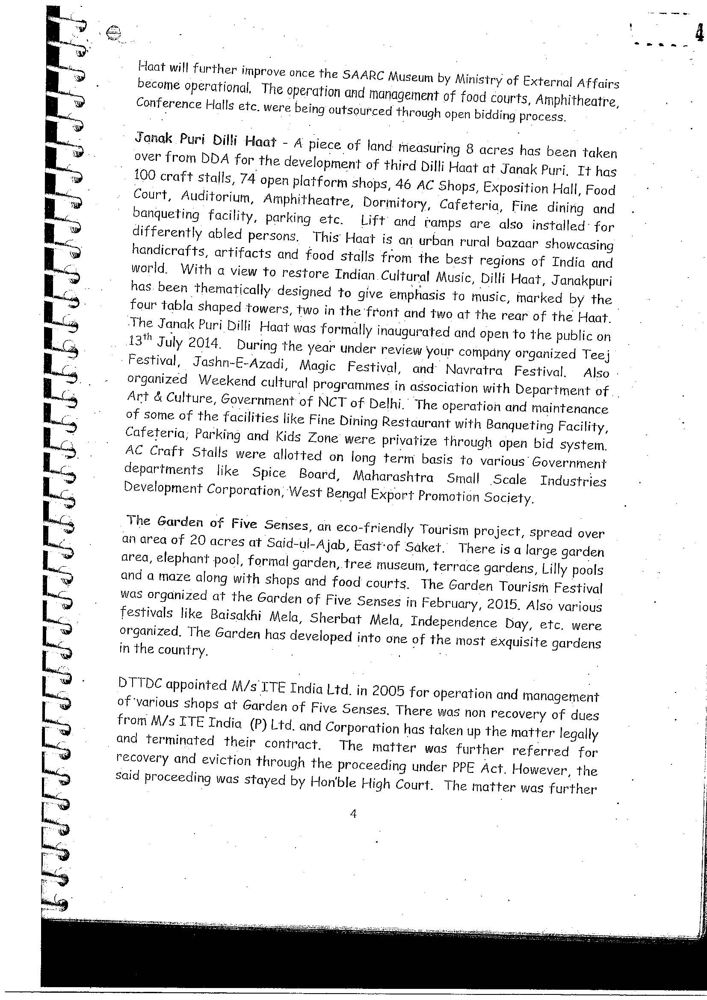 4
Haat will further improve once the SAARC Museum by Ministry of External Affairs
become operational. The operation and management of food courts, Amphitheatre,
Conference Halls etc. were being outsourced through open bidding process.
Janak Puri Dilli Haat - A piece of land measuring 8 acres has been taken
over from DDA for the development of third Dilli Haat at Janak Puri. It has
100 craft stalls, 74 open platform shops, 46 AC Shops, Exposition Hall, Food
Court, Auditorium, Amphitheatre, Dormitory, Cafeteria, Fine dining and
banqueting facility, parking etc. Lift and ramps are also installed for
differently abled persons. This Haat is an urban rural bazaar showcasing
handicrafts, artifacts and food stalls from the best regions of India and
world. With a view to restore Indian Cultural Music, Dilli Haat, Janakpuri
has been thematically designed to give emphasis to music, marked by the
four tabla shaped towers, two in the front and two at the rear of the Haat.
The Janak Puri Dilli Haat was formally inaugurated and open to the public on
13th July 2014. During the year under review your company organized Teej
Festival, Jashn-E-Azadi, Magic Festival, and Navratra Festival. Also
organized Weekend cultural programmes in association with Department of
Art & Culture, Government of NCT of Delhi. The operation and maintenance
of some of the facilities like Fine Dining Restaurant with Banqueting Facility,
Cafeteria, Parking and Kids Zone were privatize through open bid system.
AC Craft Stalls were allotted on long term basis to various Government
departments like Spice Board, Maharashtra Small Scale Industries
Development Corporation, West Bengal Export Promotion Society.
The Garden of Five Senses, an eco-friendly Tourism project, spread over
an area of 20 acres at Said-ul-Ajab, East of Saket. There is a large garden
area, elephant pool, formal garden, tree museum, terrace gardens, Lilly pools
and a maze along with shops and food courts. The Garden Tourism Festival
was organized at the Garden of Five Senses in February, 2015. Also various
festivals like Baisakhi Mela, Sherbat Mela, Independence Day, etc. were
organized. The Garden has developed into one of the most exquisite gardens
in the country.
DTTDC appointed M/s ITE India Ltd. in 2005 for operation and management
of various shops at Garden of Five Senses. There was non recovery of dues
from M/s ITE India (P) Ltd. and Corporation has taken up the matter legally
and terminated their contract. The matter was further referred for
recovery and eviction through the proceeding under PPE Act. However, the
said proceeding was stayed by Hon'ble High Court. The matter was further
4